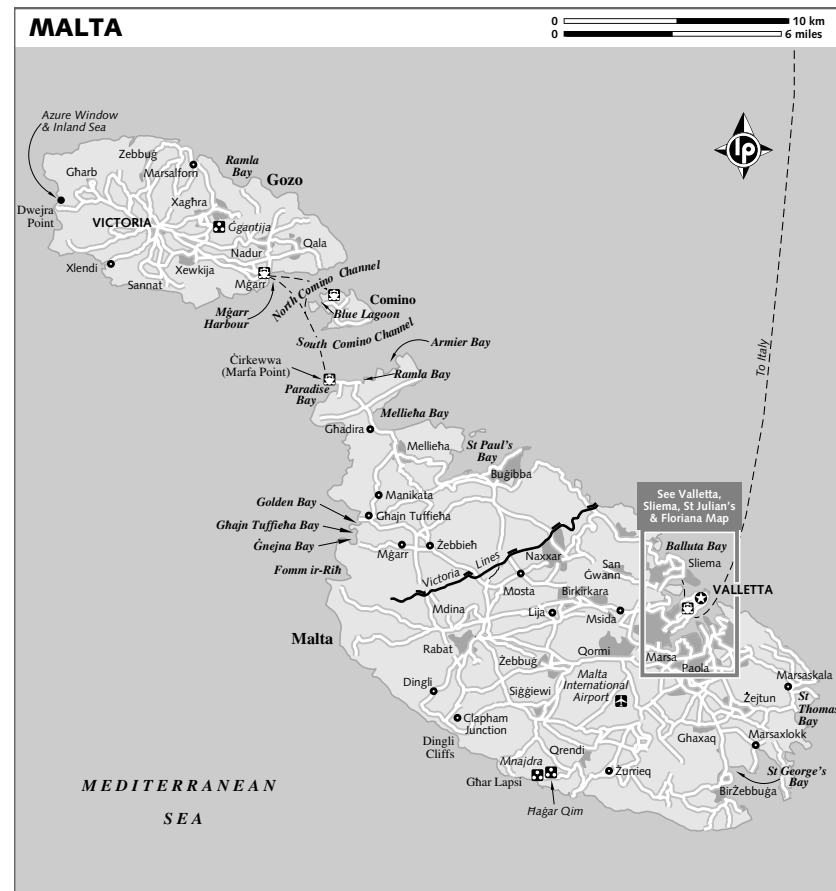 MALTA
0 10 km
0 6 miles
Azure Window
& Inland Sea
Żebbuġ
Għarb
Marsalforn
Ramla
Bay
Gozo
Xagħra
Dwejra
Point
VICTORIA
Ġgantija
Nadur
Qala
Xlendi
Xewkija
Sannat
Mġarr
Mġarr
Harbour
North Comino Channel
Comino
Blue Lagoon
South Comino Channel
Armier Bay
Ċirkewwa
(Marfa Point)
Ramla Bay
Paradise
Bay
Mellieħa Bay
Għadira
Mellieħa
St Paul's
Bay
Buġibba
lp
To Italy
See Valletta,
Sliema, St Julian's
& Floriana Map
Manikata
Golden Bay
Għajn Tuffieħa
Għajn Tuffieħa Bay
Ġnejna Bay
Mġarr
Żebbieħ
Fomm ir-Riħ
Victoria Lines
Naxxar
San
Ġwann
Balluta Bay
Sliema
VALLETTA
Mosta
Birkirkara
Mdina
Lija
Msida
Malta
Rabat
Qormi
Marsa
Paola
Żebbuġ
Malta
International
Airport
Marsaskala
Dingli
Siġġiewi
Żejtun
St
Thomas
Bay
Clapham
Junction
Għaxaq
Marsaxlokk
Dingli
Cliffs
Qrendi
Mnajdra
Żurrieq
Għar Lapsi
St George's
Bay
BirŻebbuġa
Ħaġar Qim
MEDITERRANEAN
SEA